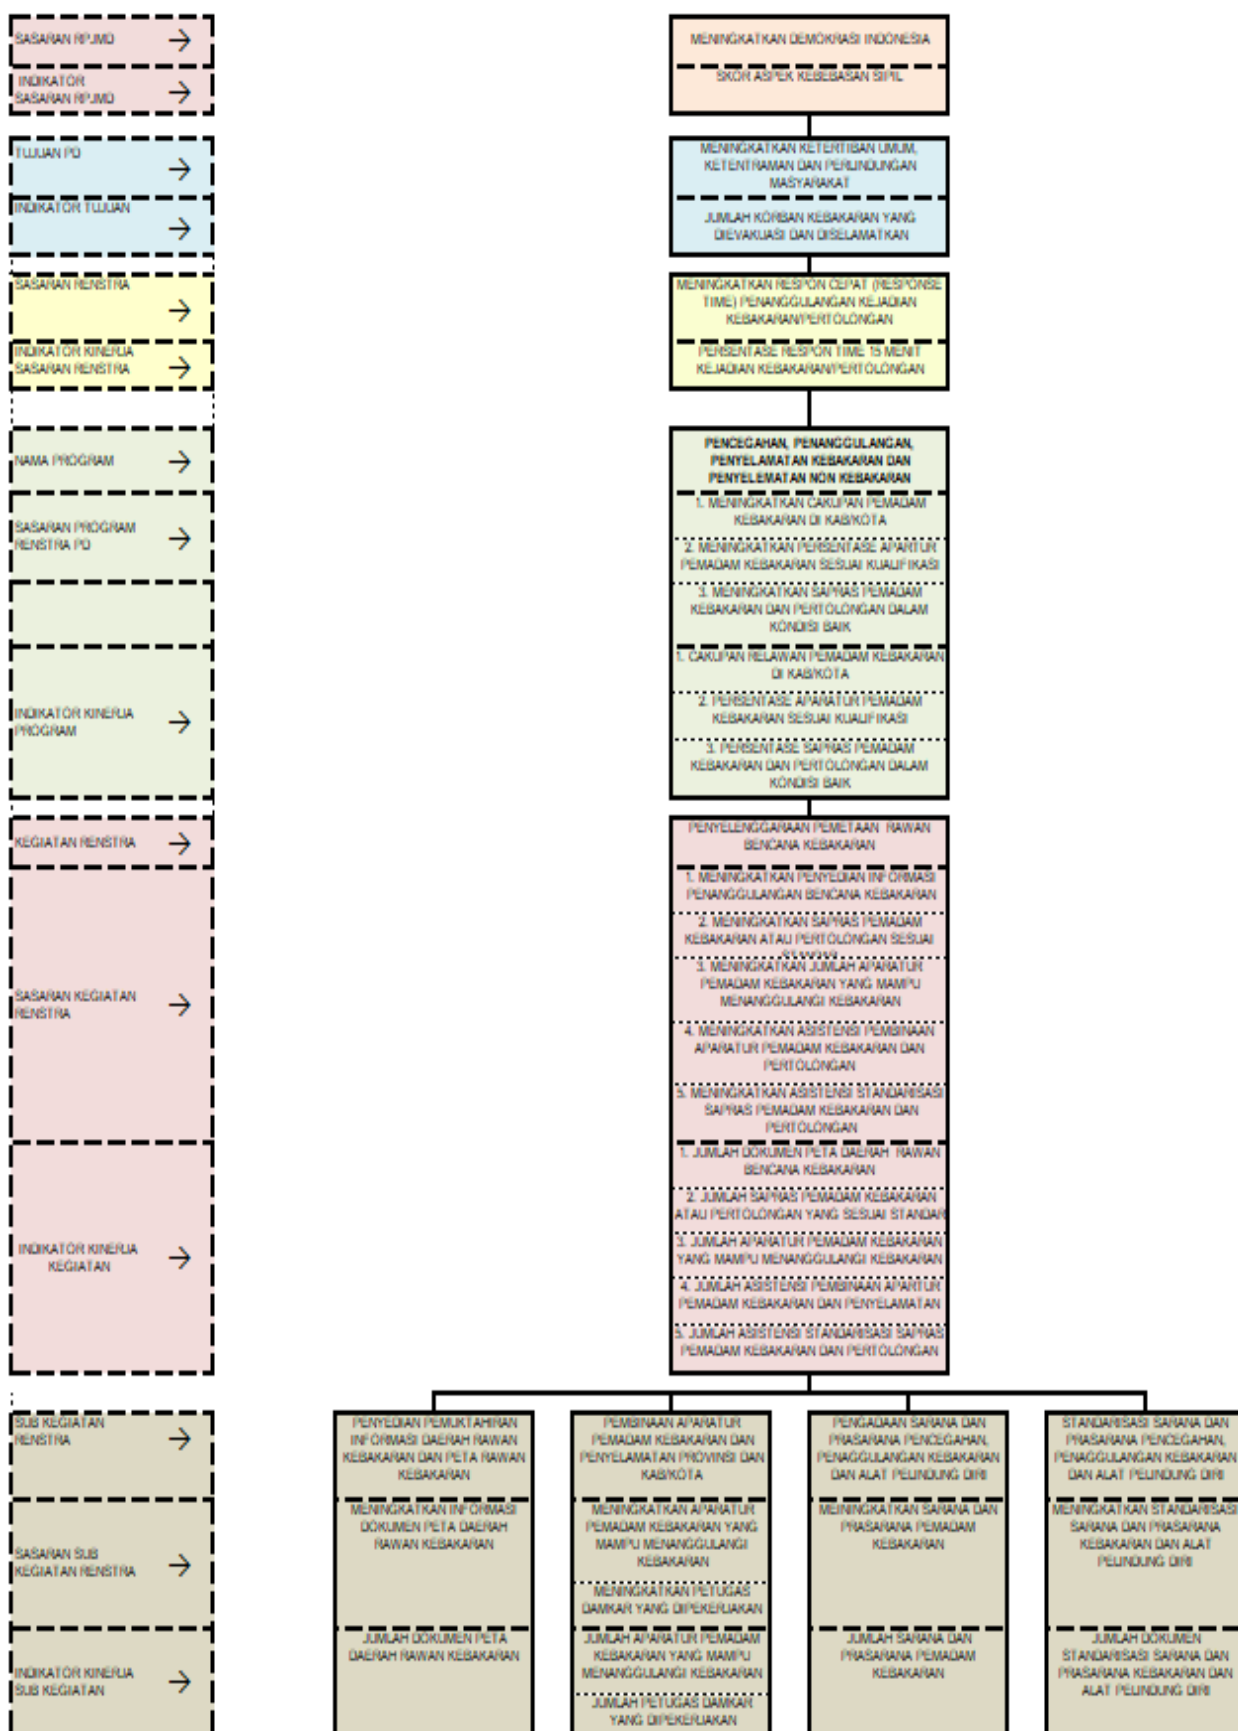 SASARAN RPJMD →
MENINGKATKAN DEMOKRASI INDONESIA
INDIKATOR
SASARAN RPJMD →
SKOR ASPEK KEBEBASAN SIPIL
TUJUAN PD →
MENINGKATKAN KETERTIBAN UMUM,
KETENTRAMAN DAN PERLINDUNGAN
MASYARAKAT
INDIKATOR TUJUAN →
JUMLAH KORBAN KEBAKARAN YANG
DIEVAKUASI DAN DISELAMATKAN
SASARAN RENSTRA →
MENINGKATKAN RESPON CEPAT (RESPONSE
TIME) PENANGGULANGAN KEJADIAN
KEBAKARAN/PERTOLONGAN
INDIKATOR KINERJA
SASARAN RENSTRA →
PERSENTASE RESPON TIME 15 MENIT
KEJADIAN KEBAKARAN/PERTOLONGAN
NAMA PROGRAM →
PENCEGAHAN, PENANGGULANGAN,
PENYELAMATAN KEBAKARAN DAN
PENYELEMATAN NON KEBAKARAN
SASARAN PROGRAM
RENSTRA PD →
1. MENINGKATKAN CAKUPAN PEMADAM
KEBAKARAN DI KAB/KOTA
2. MENINGKATKAN PERSENTASE APARTUR
PEMADAM KEBAKARAN SESUAI KUALIFIKASI
3. MENINGKATKAN SAPRAS PEMADAM
KEBAKARAN DAN PERTOLONGAN DALAM
KONDISI BAIK
INDIKATOR KINERJA
PROGRAM →
1. CAKUPAN RELAWAN PEMADAM KEBAKARAN
DI KAB/KOTA
2. PERSENTASE APARATUR PEMADAM
KEBAKARAN SESUAI KUALIFIKASI
3. PERSENTASE SAPRAS PEMADAM
KEBAKARAN DAN PERTOLONGAN DALAM
KONDISI BAIK
KEGIATAN RENSTRA →
PENYELENGGARAAN PEMETAAN RAWAN
BENCANA KEBAKARAN
SASARAN KEGIATAN
RENSTRA →
1. MENINGKATKAN PENYEDIAN INFORMASI
PENANGGULANGAN BENCANA KEBAKARAN
2. MENINGKATKAN SAPRAS PEMADAM
KEBAKARAN ATAU PERTOLONGAN SESUAI
3. MENINGKATKAN JUMLAH APARATUR
PEMADAM KEBAKARAN YANG MAMPU
MENANGGULANGI KEBAKARAN
4. MENINGKATKAN ASISTENSI PEMBINAAN
APARATUR PEMADAM KEBAKARAN DAN
PERTOLONGAN
5. MENINGKATKAN ASISTENSI STANDARISASI
SAPRAS PEMADAM KEBAKARAN DAN
PERTOLONGAN
INDIKATOR KINERJA
KEGIATAN →
1. JUMLAH DOKUMEN PETA DAERAH RAWAN
BENCANA KEBAKARAN
2. JUMLAH SAPRAS PEMADAM KEBAKARAN
ATAU PERTOLONGAN YANG SESUAI STANDAR
3. JUMLAH APARATUR PEMADAM KEBAKARAN
YANG MAMPU MENANGGULANGI KEBAKARAN
4. JUMLAH ASISTENSI PEMBINAAN APARTUR
PEMADAM KEBAKARAN DAN PENYELAMATAN
5. JUMLAH ASISTENSI STANDARISASI SAPRAS
PEMADAM KEBAKARAN DAN PERTOLONGAN
SUB KEGIATAN
RENSTRA →
PENYEDIAN PEMUKTAHIRAN
INFORMASI DAERAH RAWAN
KEBAKARAN DAN PETA RAWAN
KEBAKARAN
PEMBINAAN APARATUR
PEMADAM KEBAKARAN DAN
PENYELAMATAN PROVINSI DAN
KAB/KOTA
PENGADAAN SARANA DAN
PRASARANA PENCEGAHAN,
PENAGGULANGAN KEBAKARAN
DAN ALAT PELINDUNG DIRI
STANDARISASI SARANA DAN
PRASARANA PENCEGAHAN,
PENAGGULANGAN KEBAKARAN
DAN ALAT PELINDUNG DIRI
SASARAN SUB
KEGIATAN RENSTRA →
MENINGKATKAN INFORMASI
DOKUMEN PETA DAERAH
RAWAN KEBAKARAN
MENINGKATKAN APARATUR
PEMADAM KEBAKARAN YANG
MAMPU MENANGGULANGI
KEBAKARAN
MENINGKATKAN PETUGAS
DAMKAR YANG DIPEKERJAKAN
MEININGKATKAN SARANA DAN
PRASARANA PEMADAM
KEBAKARAN
MENINGKATKAN STANDARISASI
SARANA DAN PRASARANA
KEBAKARAN DAN ALAT
PELINDUNG DIRI
INDIKATOR KINERJA
SUB KEGIATAN →
JUMLAH DOKUMEN PETA
DAERAH RAWAN KEBAKARAN
JUMLAH APARATUR PEMADAM
KEBAKARAN YANG MAMPU
MENANGGULANGI KEBAKARAN
JUMLAH PETUGAS DAMKAR
YANG DIPEKERJAKAN
JUMLAH SARANA DAN
PRASARANA PEMADAM
KEBAKARAN
JUMLAH DOKUMEN
STANDARISASI SARANA DAN
PRASARANA KEBAKARAN DAN
ALAT PELINDUNG DIRI